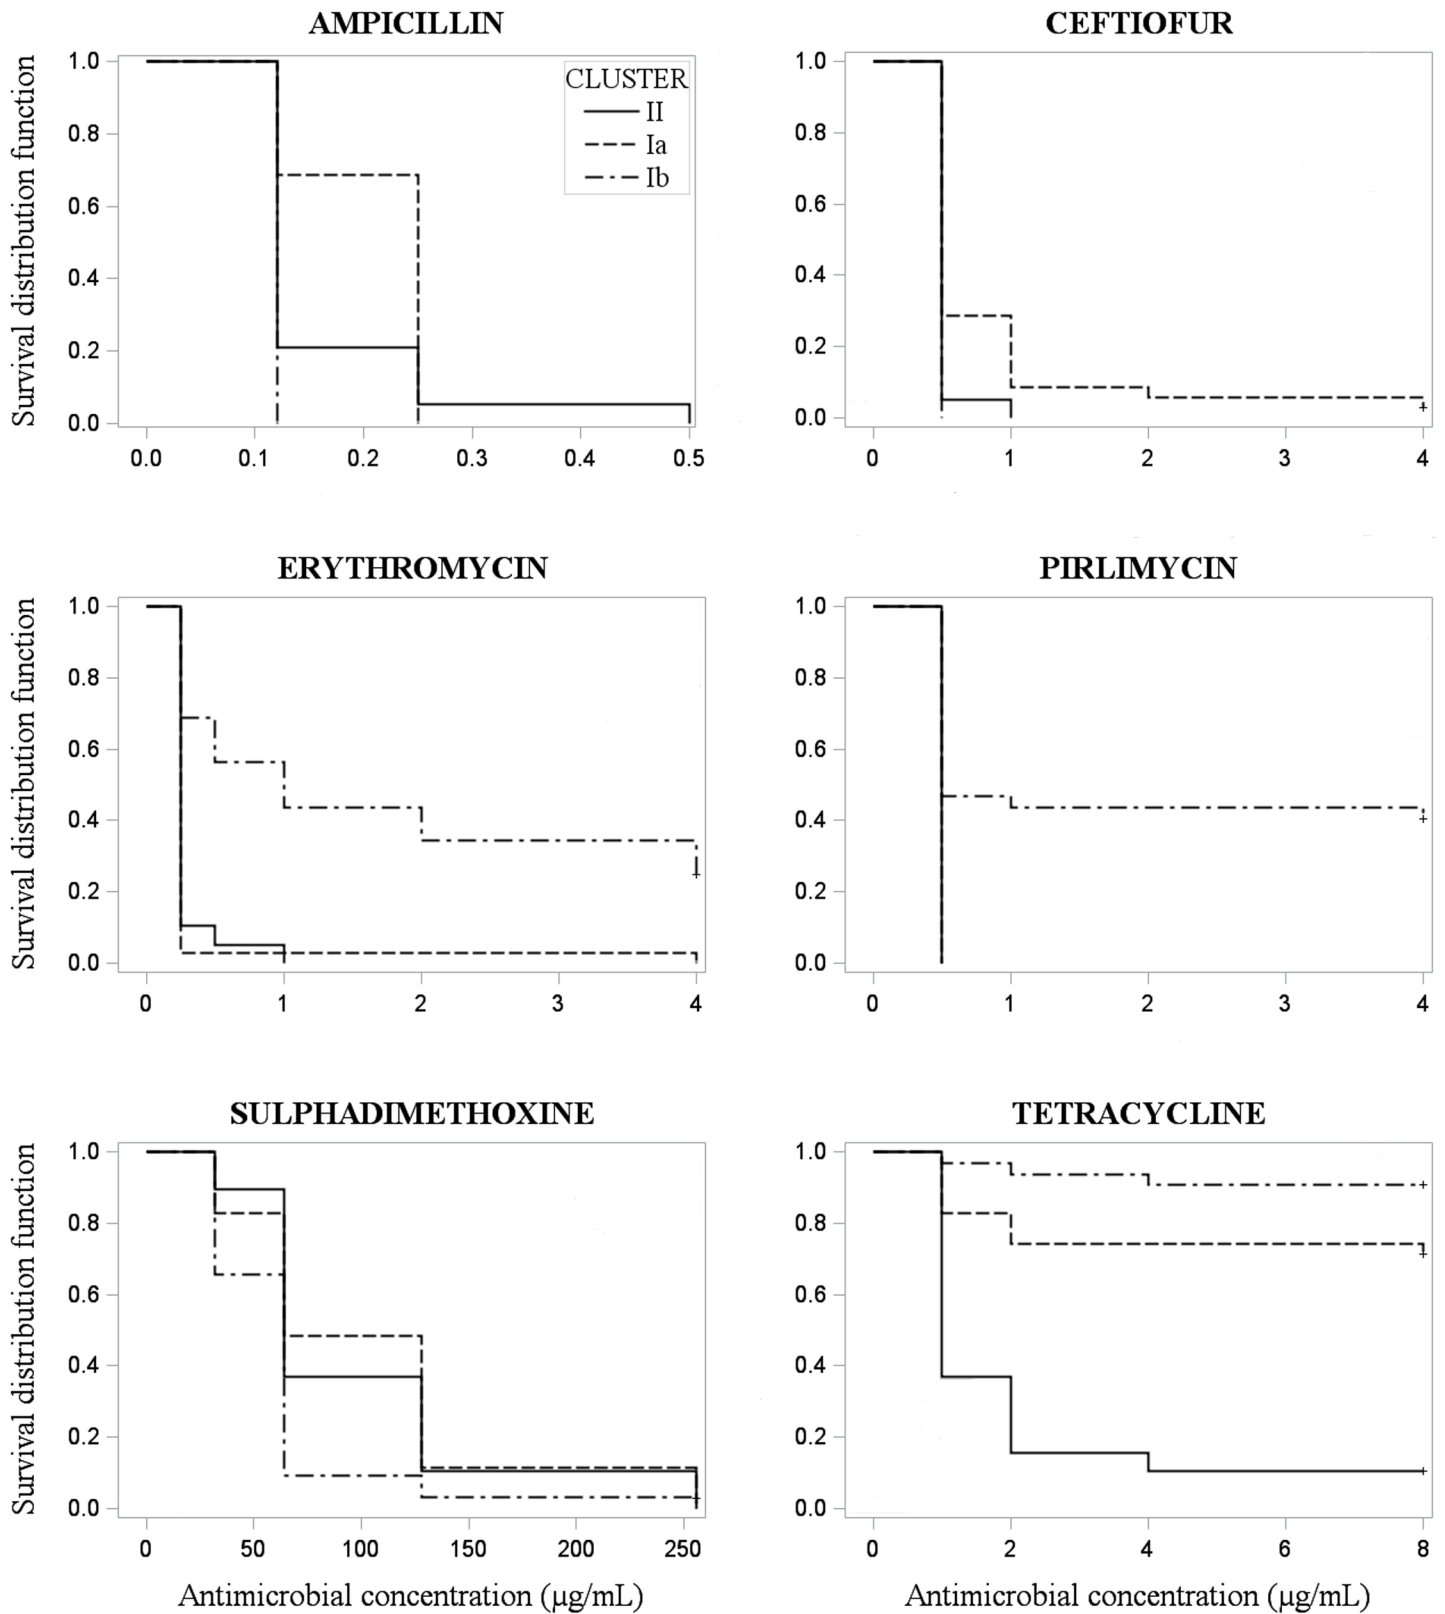 AMPICILLIN
Survival distribution function
1.0
0.8
0.6
0.4
0.2
0.0
0.0 0.1 0.2 0.3 0.4 0.5
CLUSTER
II
Ia
Ib
CEFTIOFUR
1.0
0.8
0.6
0.4
0.2
0.0
0 1 2 3 4
ERYTHROMYCIN
Survival distribution function
1.0
0.8
0.6
0.4
0.2
0.0
0 1 2 3 4
PIRLIMYCIN
1.0
0.8
0.6
0.4
0.2
0.0
0 1 2 3 4
SULPHADIMETHOXINE
Survival distribution function
1.0
0.8
0.6
0.4
0.2
0.0
0 50 100 150 200 250
Antimicrobial concentration (µg/mL)
TETRACYCLINE
1.0
0.8
0.6
0.4
0.2
0.0
0 2 4 6 8
Antimicrobial concentration (µg/mL)